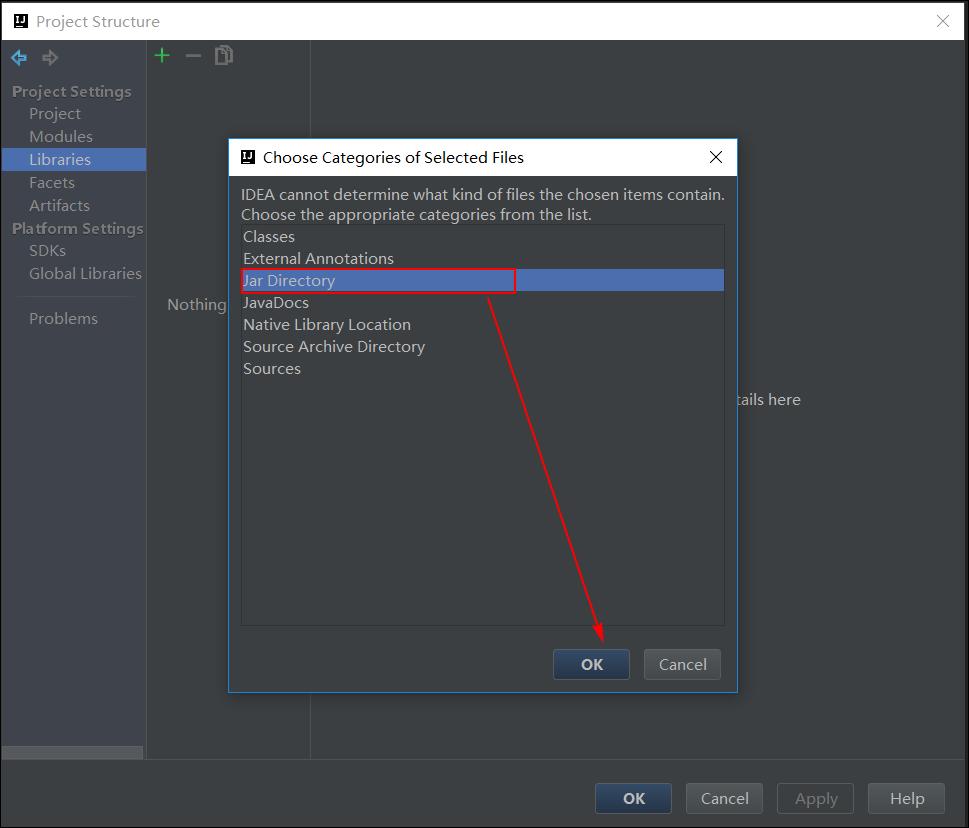 Project Structure
Project Settings
Project
Modules
Libraries
Facets
Artifacts
Platform Settings
SDKs
Global Libraries
Problems
Nothing
Choose Categories of Selected Files
IDEA cannot determine what kind of files the chosen items contain.
Choose the appropriate categories from the list.
Classes
External Annotations
Jar Directory
JavaDocs
Native Library Location
Source Archive Directory
Sources
OK Cancel
tails here
OK Cancel Apply Help